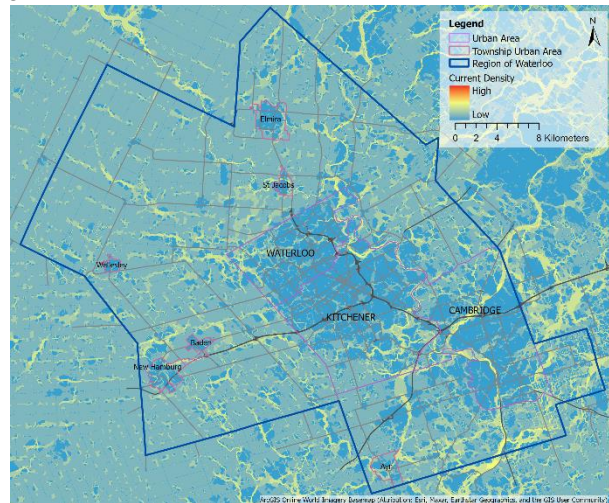 Legend
N
Urban Area
Township Urban Area
Region of Waterloo
Current Density
High
Low
0 2 4 8 Kilometers
Elmira
St Jacobs
WATERLOO
Wellesley
CAMBRIDGE
KITCHENER
Baden
New Hamburg
Ayr
ArcGIS Online World Imagery Basemap (Attribution: Esri, Maxar, Earthstar Geographics, and the GIS User Community)